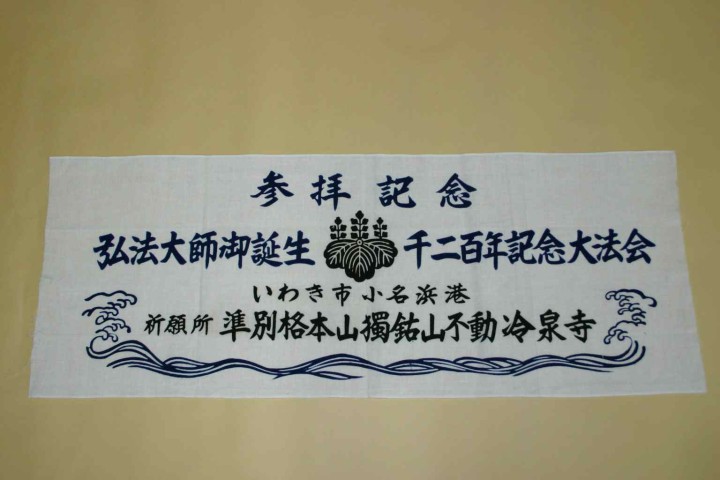 参拝記念
弘法大師御誕生 千二百年記念大法会
いわき市小名浜港
祈願所 準別格本山獨鈷山不動冷泉寺